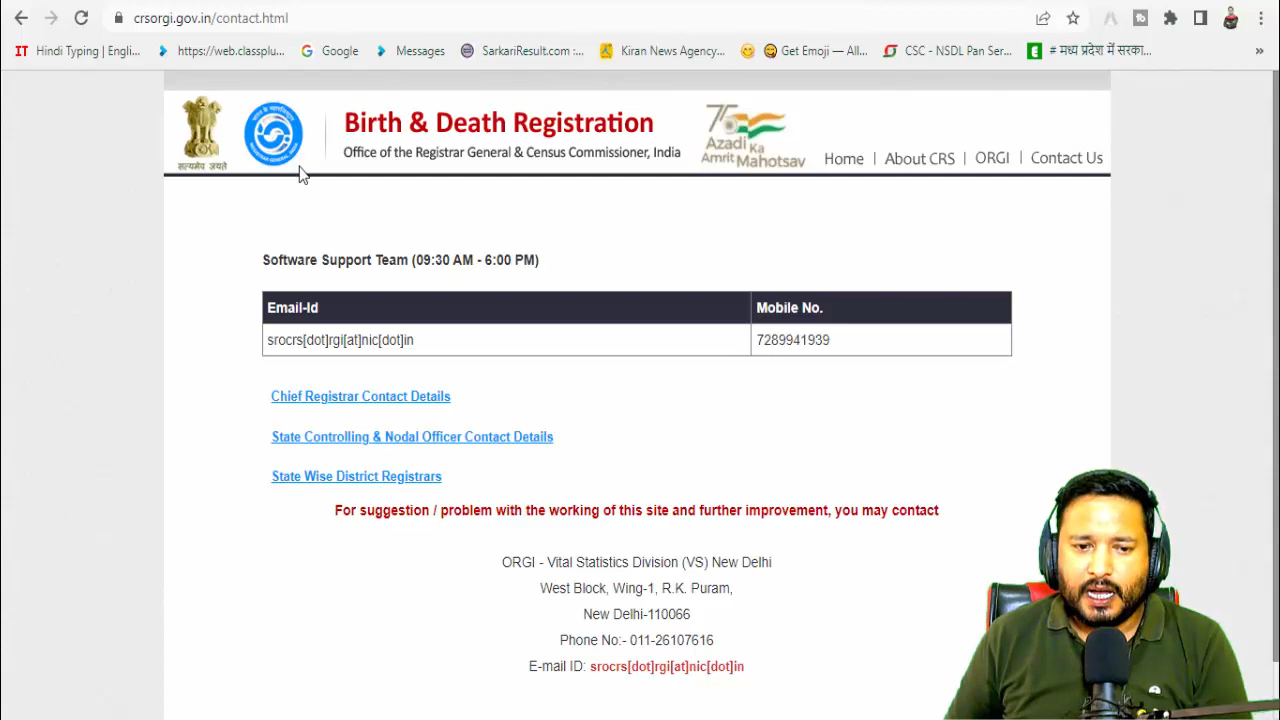 crsorgi.gov.in/contact.html
IT Hindi Typing | Engli... https://web.classplu... Google Messages SarkariResult.com :... Kiran News Agency... Get Emoji — All... CSC - NSDL Pan Ser... # मध्य प्रदेश में सरका... »
सत्यमेव जयते
Birth & Death Registration
Office of the Registrar General & Census Commissioner, India
75
Azadi Ka
Amrit Mahotsav
Home | About CRS | ORGI | Contact Us
Software Support Team (09:30 AM - 6:00 PM)
Email-Id Mobile No.
srocrs[dot]rgi[at]nic[dot]in 7289941939
Chief Registrar Contact Details
State Controlling & Nodal Officer Contact Details
State Wise District Registrars
For suggestion / problem with the working of this site and further improvement, you may contact
ORGI - Vital Statistics Division (VS) New Delhi
West Block, Wing-1, R.K. Puram,
New Delhi-110066
Phone No:- 011-26107616
E-mail ID: srocrs[dot]rgi[at]nic[dot]in